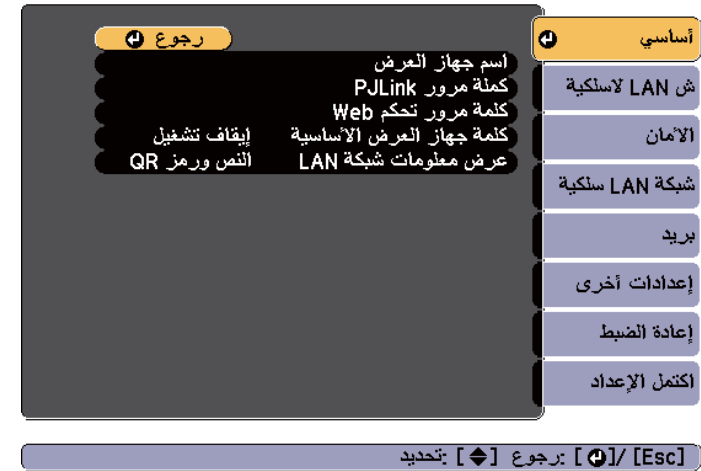 أساسي
ش LAN لاسلكية
الأمان
شبكة LAN سلكية
بريد
إعدادات أخرى
إعادة الضبط
اكتمل الإعداد
رجوع
اسم جهاز العرض
كملة مرور PJLink
كلمة مرور تحكم Web
كلمة جهاز العرض الأساسية إيقاف تشغيل
عرض معلومات شبكة LAN النص ورمز QR
[Esc] /[ ] :رجوع [ ] :تحديد